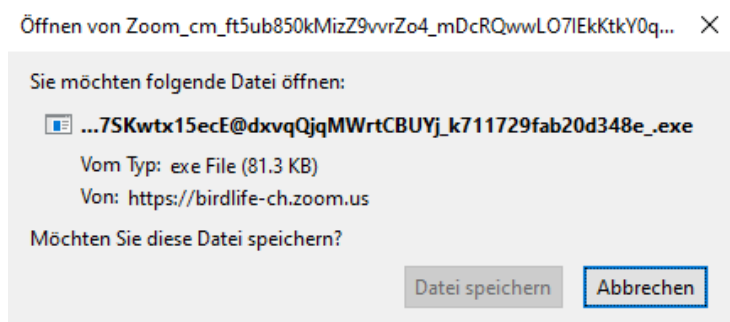 Öffnen von Zoom_cm_ft5ub850kMizZ9vvrZo4_mDcRQwwLO7lEkKtkY0q...
Sie möchten folgende Datei öffnen:
...7SKwtx15ecE@dxvqQjqMWrtCBUYj_k711729fab20d348e_.exe
Vom Typ: exe File (81.3 KB)
Von: https://birdlife-ch.zoom.us
Möchten Sie diese Datei speichern?
Datei speichern Abbrechen